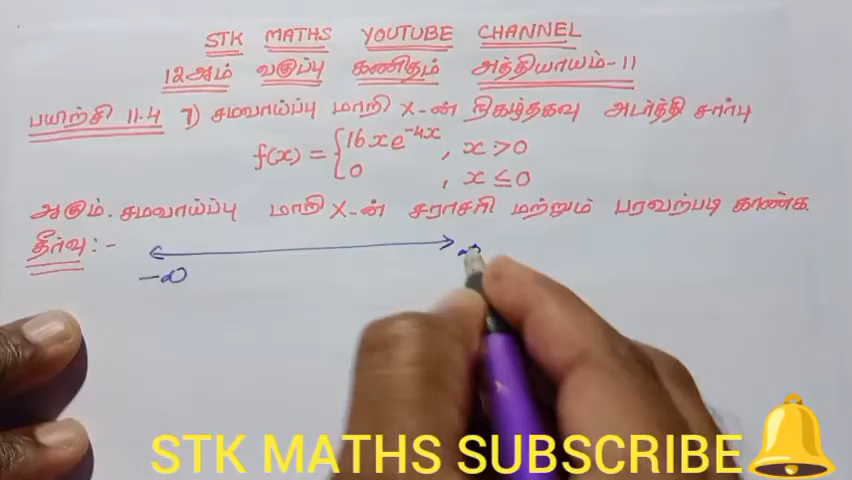 STK MATHS YOUTUBE CHANNEL
12ஆம் வகுப்பு கணிதம் அத்தியாயம்-11
பயிற்சி 11.4 7) சமவாய்ப்பு மாறி X-ன் நிகழ்தகவு அடர்த்தி சார்பு
f(x) = { 16xe^{-4x} , x > 0
0 , x ≤ 0
ஆகும். சமவாய்ப்பு மாறி X-ன் சராசரி மற்றும் பரவற்படி காண்க.
தீர்வு:-
-∞ ∞
STK MATHS SUBSCRIBE